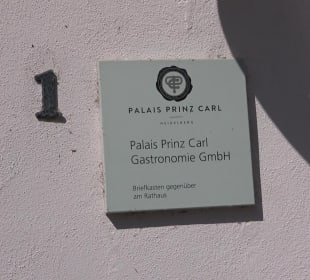 1
PALAIS PRINZ CARL
HEIDELBERG
Palais Prinz Carl
Gastronomie GmbH
Briefkasten gegenüber
am Rathaus